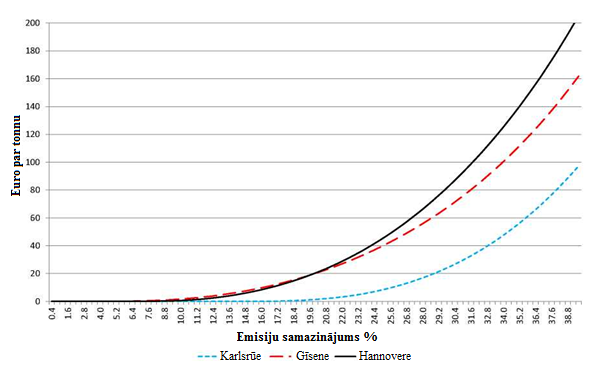 200
180
160
140
120
100
80
60
40
20
0
Euro par tonnu
0.4 1.6 2.8 4.0 5.2 6.4 7.6 8.8 10.0 11.2 12.4 13.6 14.8 16.0 17.2 18.4 19.6 20.8 22.0 23.2 24.4 25.6 26.8 28.0 29.2 30.4 31.6 32.8 34.0 35.2 36.4 37.6 38.8
Emisiju samazinājums %
Karlsrūe Gīsene Hannovere